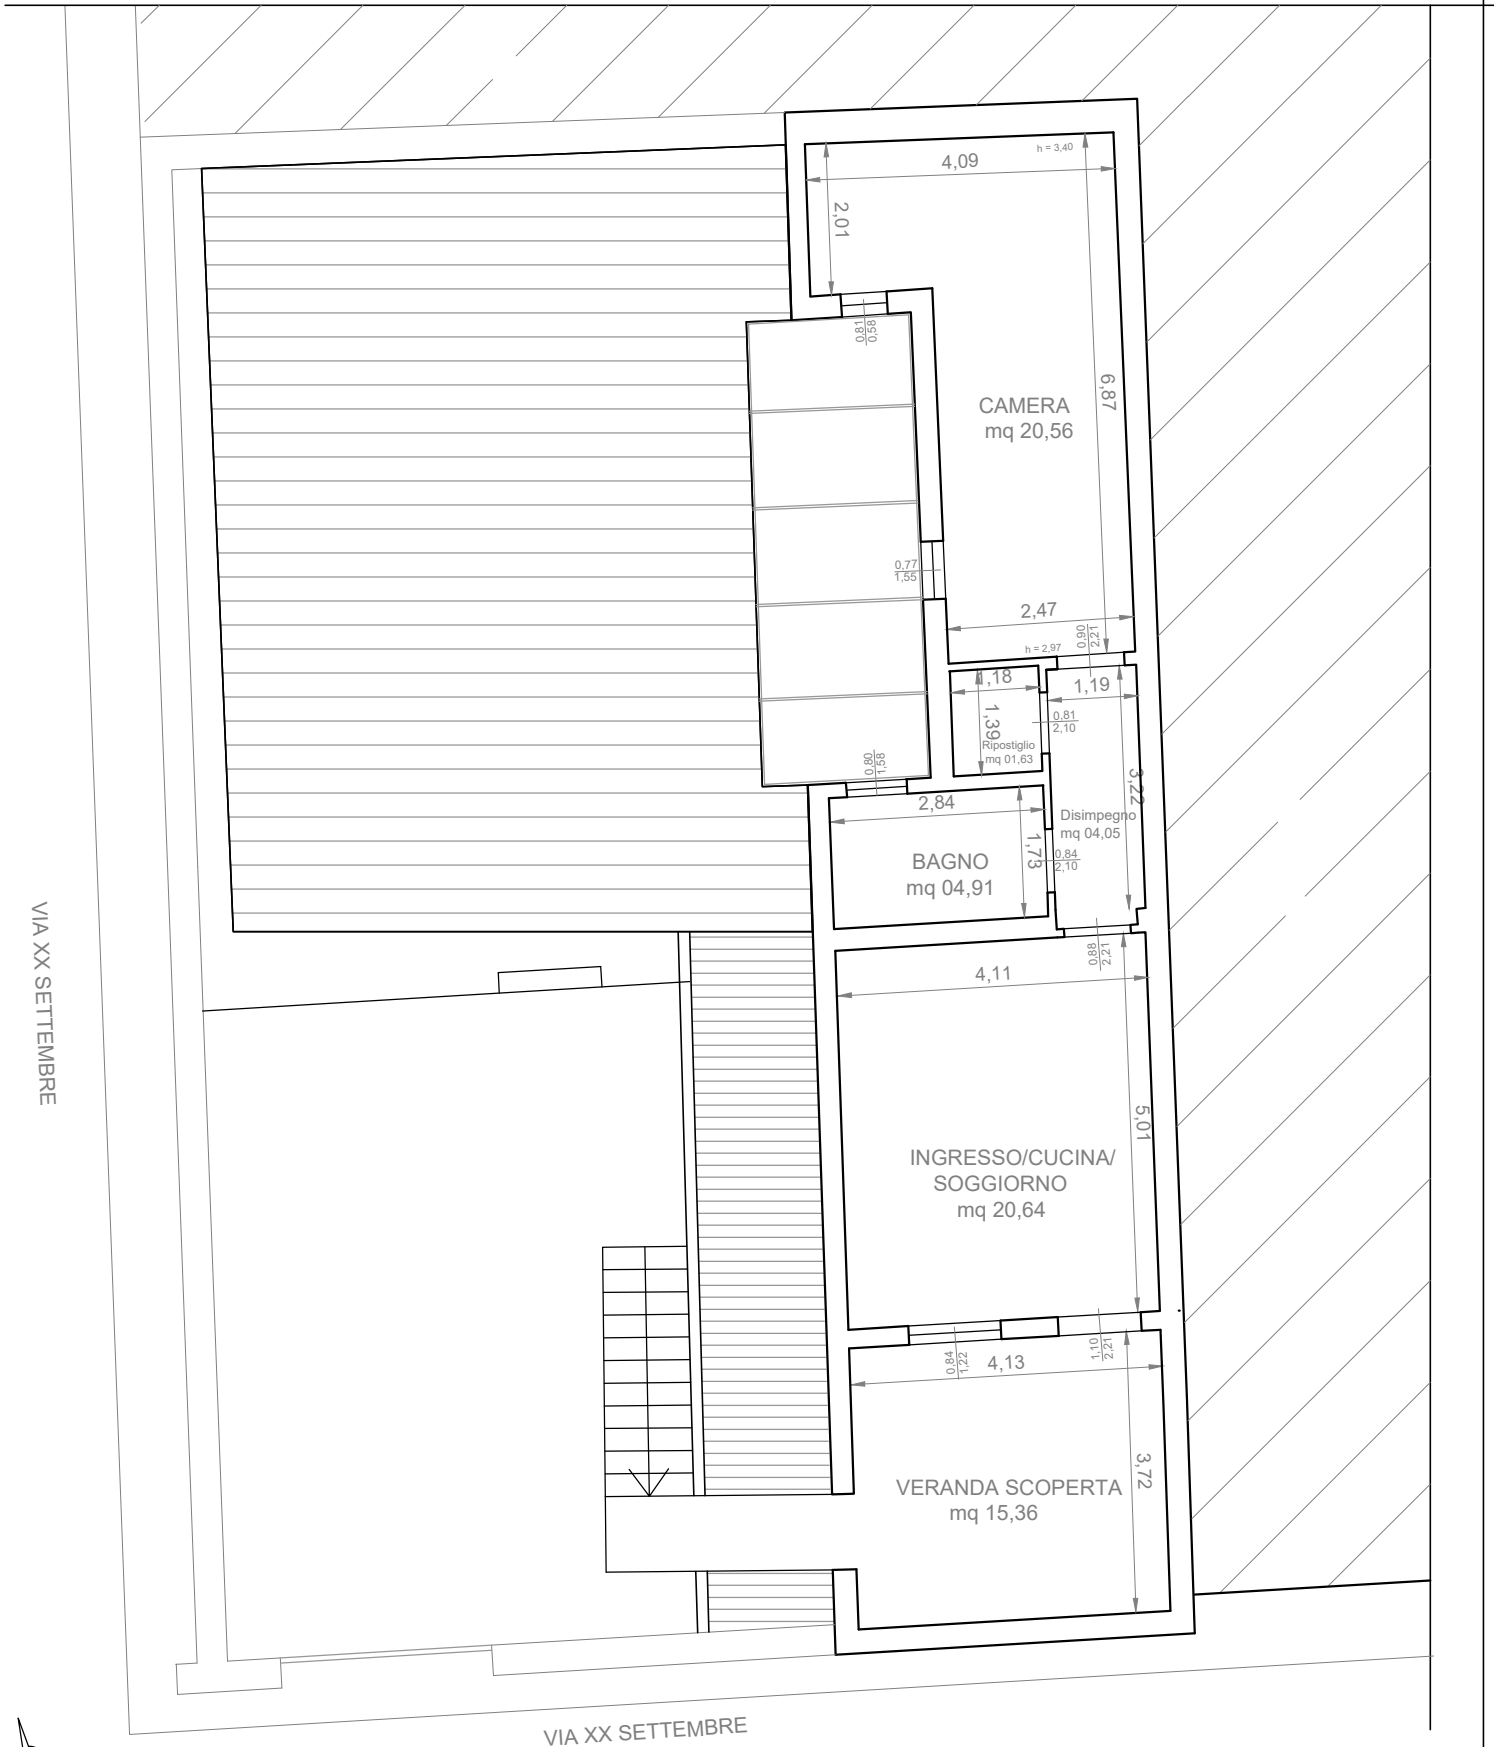 4,09
h = 3,40
2,01
0,81
0,58
6,87
CAMERA
mq 20,56
0,77
1,55
2,47
h = 2,97
0,90
2,21
1,18
1,19
1,39
0,81
2,10
Ripostiglio
mq 01,63
0,80
1,58
3,22
2,84
Disimpegno
mq 04,05
1,73
0,84
2,10
BAGNO
mq 04,91
VIA XX SETTEMBRE
0,88
2,21
4,11
5,01
INGRESSO/CUCINA/
SOGGIORNO
mq 20,64
0,84
1,22
1,10
2,21
4,13
3,72
VERANDA SCOPERTA
mq 15,36
VIA XX SETTEMBRE